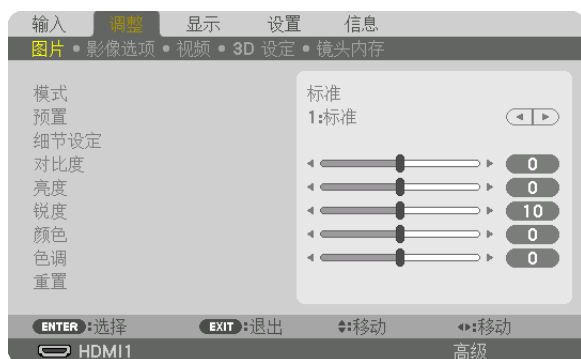 输入 调整 显示 设置 信息
图片 • 影像选项 • 视频 • 3D 设定 • 镜头内存
模式 标准
预置 1:标准
细节设定
对比度 0
亮度 0
锐度 10
颜色 0
色调 0
重置
ENTER:选择 EXIT:退出 :移动 :移动
HDMI1 高级